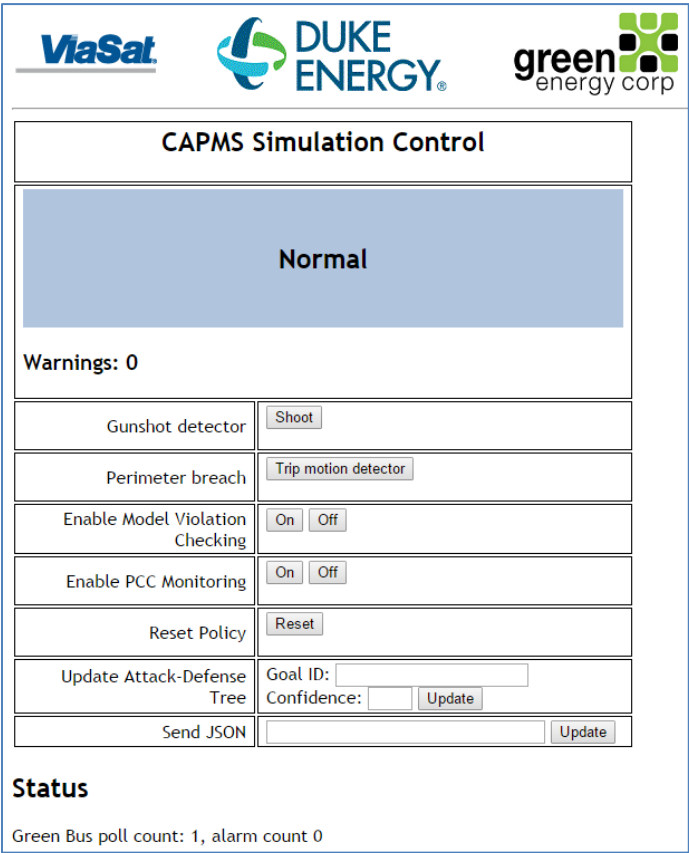 ViaSat
DUKE
ENERGY®
green
energy corp
CAPMS Simulation Control
Normal
Warnings: 0
Gunshot detector
Shoot
Perimeter breach
Trip motion detector
Enable Model Violation
Checking
On Off
Enable PCC Monitoring
On Off
Reset Policy
Reset
Update Attack-Defense
Tree
Goal ID:
Confidence: Update
Send JSON
Update
Status
Green Bus poll count: 1, alarm count 0